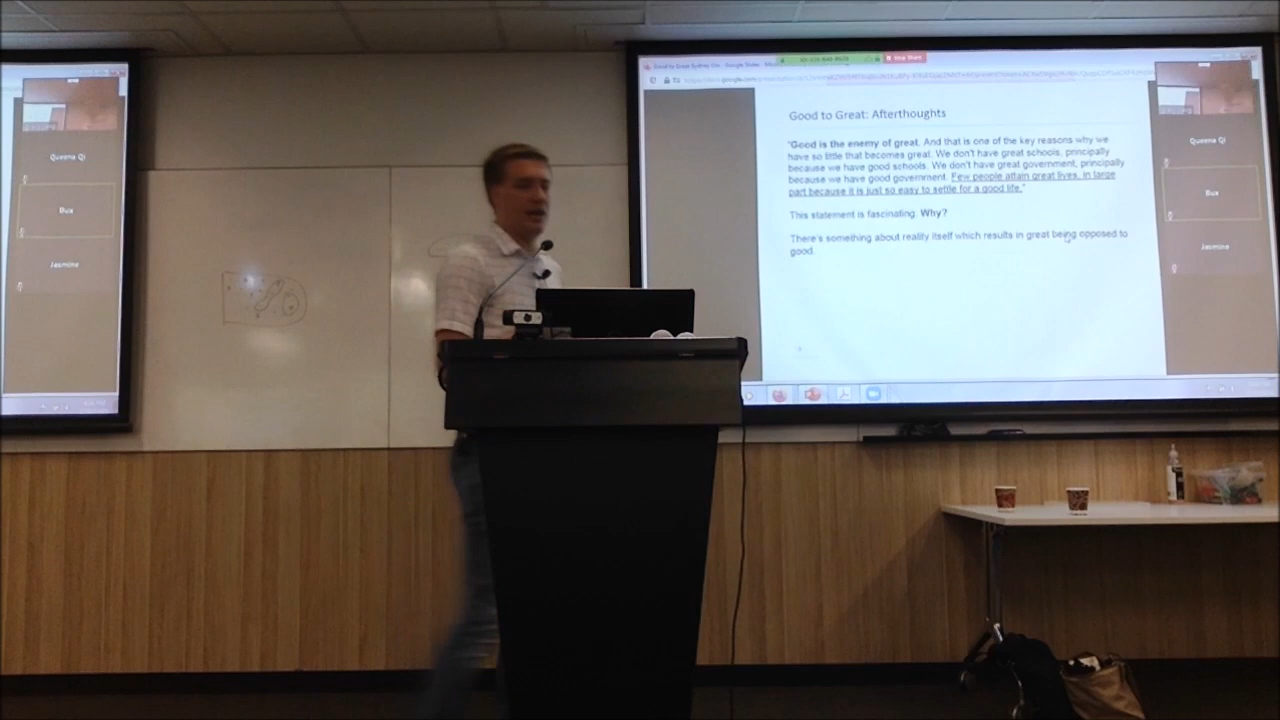 Queena Qi
Bus
Jasmine
Good to Great: Afterthoughts
"Good is the enemy of great. And that is one of the key reasons why we
have so little that becomes great. We don't have great schools, principally
because we have good schools. We don't have great government, principally
because we have good government. Few people attain great lives, in large
part because it is just so easy to settle for a good life."
This statement is fascinating. Why?
There's something about reality itself which results in great being opposed to
good.
Queena Qi
Bus
Jasmine